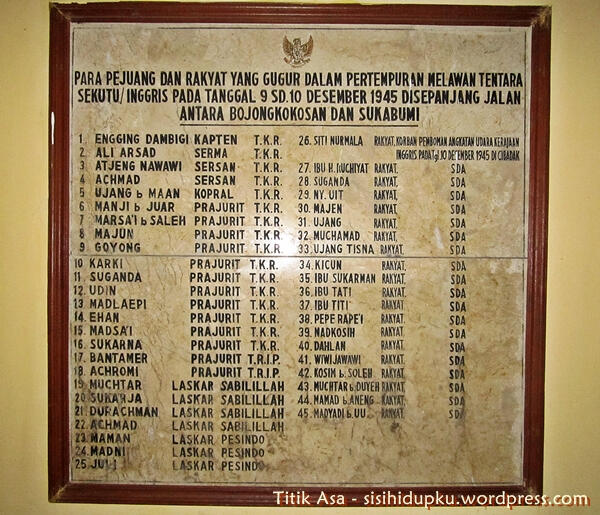 PARA PEJUANG DAN RAKYAT YANG GUGUR DALAM PERTEMPURAN MELAWAN TENTARA
SEKUTU/INGGRIS PADA TANGGAL 9 SD.10 DESEMBER 1945 DISEPANJANG JALAN
ANTARA BOJONGKOKOSAN DAN SUKABUMI
1 ENGGING DAMBIGI KAPTEN T.K.R.
2 ALI ARSAD SERMA T.K.R.
3 ATJENG NAWAWI SERSAN T.K.R.
4 ACHMAD SERSAN T.K.R.
5 UJANG b MAAN KOPRAL T.K.R.
6 MANJI b JUAR PRAJURIT T.K.R.
7 MARSA'I b SALEH PRAJURIT T.K.R.
8 MAJUN PRAJURIT T.K.R.
9 GOYONG PRAJURIT T.K.R.
10 KARKI PRAJURIT T.K.R.
11 SUGANDA PRAJURIT T.K.R.
12. UDIN PRAJURIT T.K.R.
13 MADLAEPI PRAJURIT T.K.R.
14 EHAN PRAJURIT T.K.R.
15. MADSA'I PRAJURIT T.K.R.
16 SUKARNA PRAJURIT T.K.R.
17. BANTAMER PRAJURIT T.R.I.P.
18. ACHROMI PRAJURIT T.R.I.P.
19. MUCHTAR LASKAR SABILILLAH
20 SUKARJA LASKAR SABILILLAH
21. DURACHMAN LASKAR SABILILLAH
22. ACHMAD LASKAR SABILILLAH
23. MAMAN LASKAR PESINDO
24. MADNI LASKAR PESINDO
25. JULI LASKAR PESINDO
26. SITI NURMALA RAKYAT, KORBAN PEMBOMAN ANGKATAN UDARA KERAJAAN
INGGRIS PADA Tgl 10 DESEMBER 1945 DI CIBADAK
27. IBU H. RUCHIYAT RAKYAT, SDA
28. SUGANDA RAKYAT, SDA
29. NY. UIT RAKYAT, SDA
30. MAJEN RAKYAT, SDA
31. UJANG RAKYAT, SDA
32. MUCHAMAD RAKYAT, SDA
33. UJANG TISNA RAKYAT, SDA
34. KICUN RAKYAT, SDA
35. IBU SUKARMAN RAKYAT, SDA
36. IBU TATI RAKYAT, SDA
37. IBU TITI RAKYAT, SDA
38. PEPE RAPE'I RAKYAT, SDA
39. NADKOSIH RAKYAT, SDA
40. DAHLAN RAKYAT, SDA
41. WIWIJAWAWI RAKYAT, SDA
42. KOSIM b. SOLEH RAKYAT, SDA
43. MUCHTAR b DUYEH RAKYAT, SDA
44. MAMAD b. ANENG RAKYAT, SDA
45. MADYADI b. UU RAKYAT, SDA
Titik Asa - sisihidupku.wordpress.com